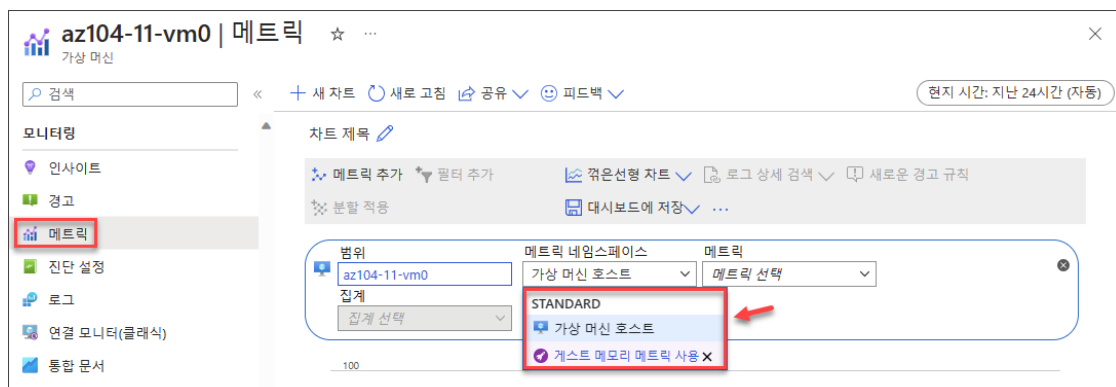 az104-11-vm0 | 메트릭
가상 머신
검색
새 차트 새로 고침 공유 피드백
현지 시간: 지난 24시간 (자동)
모니터링
인사이트
경고
메트릭
진단 설정
로그
연결 모니터(클래식)
통합 문서
차트 제목
메트릭 추가 필터 추가 꺾은선형 차트 로그 상세 검색 새로운 경고 규칙
분할 적용 대시보드에 저장
범위 메트릭 네임스페이스 메트릭
az104-11-vm0 가상 머신 호스트 메트릭 선택
집계
집계 선택
STANDARD
가상 머신 호스트
게스트 메모리 메트릭 사용
100